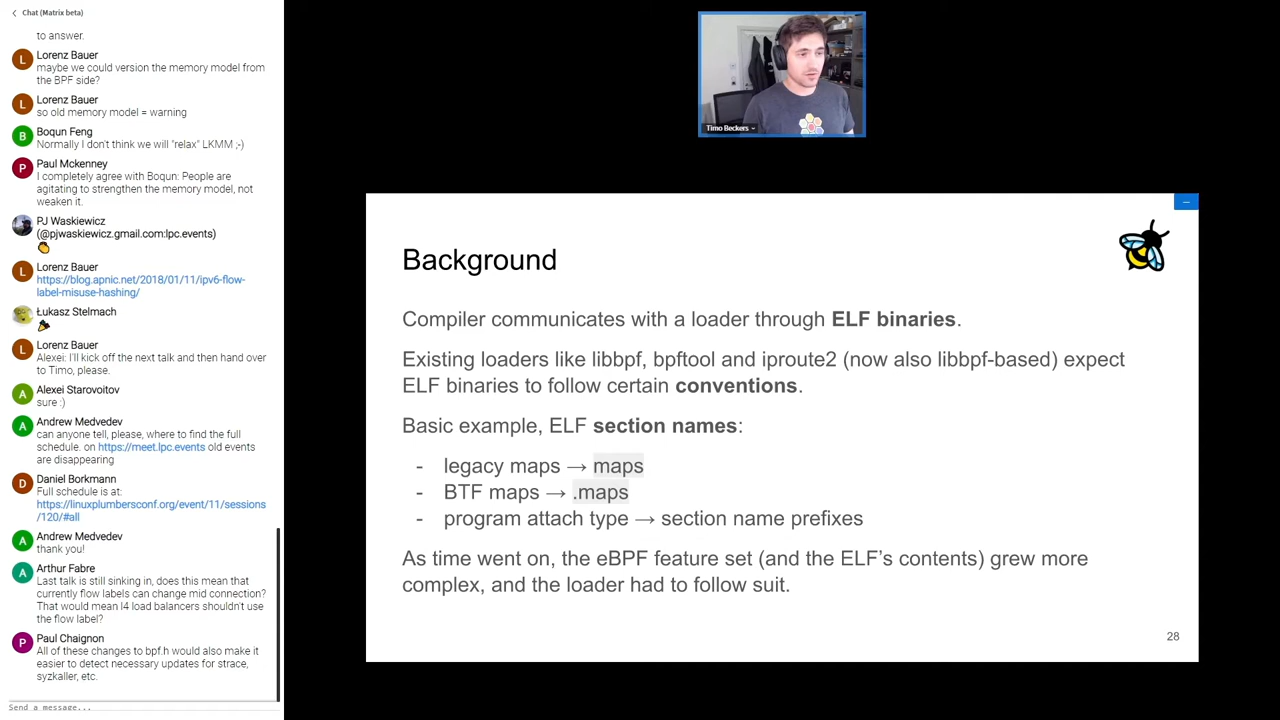 Chat (Matrix beta)
to answer.
L
Lorenz Bauer
maybe we could version the memory model from
the BPF side?
L
Lorenz Bauer
so old memory model = warning
B
Boqun Feng
Normally I don't think we will "relax" LKMM ;-)
P
Paul Mckenney
I completely agree with Boqun: People are
agitating to strengthen the memory model, not
weaken it.
PJ Waskiewicz
(@pjwaskiewicz.gmail.com:lpc.events)
L
Lorenz Bauer
https://blog.apnic.net/2018/01/11/ipv6-flow-
label-misuse-hashing/
Łukasz Stelmach
L
Lorenz Bauer
Alexei: I'll kick off the next talk and then hand over
to Timo, please.
A
Alexei Starovoitov
sure :)
A
Andrew Medvedev
can anyone tell, please, where to find the full
schedule. on https://meet.lpc.events old events
are disappearing
D
Daniel Borkmann
Full schedule is at:
https://linuxplumbersconf.org/event/11/sessions
/120/#all
A
Andrew Medvedev
thank you!
A
Arthur Fabre
Last talk is still sinking in, does this mean that
currently flow labels can change mid connection?
That would mean l4 load balancers shouldn't use
the flow label?
P
Paul Chaignon
All of these changes to bpf.h would also make it
easier to detect necessary updates for strace,
syzkaller, etc.
Send a message...
Timo Beckers
Background
Compiler communicates with a loader through ELF binaries.
Existing loaders like libbpf, bpftool and iproute2 (now also libbpf-based) expect
ELF binaries to follow certain conventions.
Basic example, ELF section names:
- legacy maps → maps
- BTF maps → .maps
- program attach type → section name prefixes
As time went on, the eBPF feature set (and the ELF's contents) grew more
complex, and the loader had to follow suit.
28